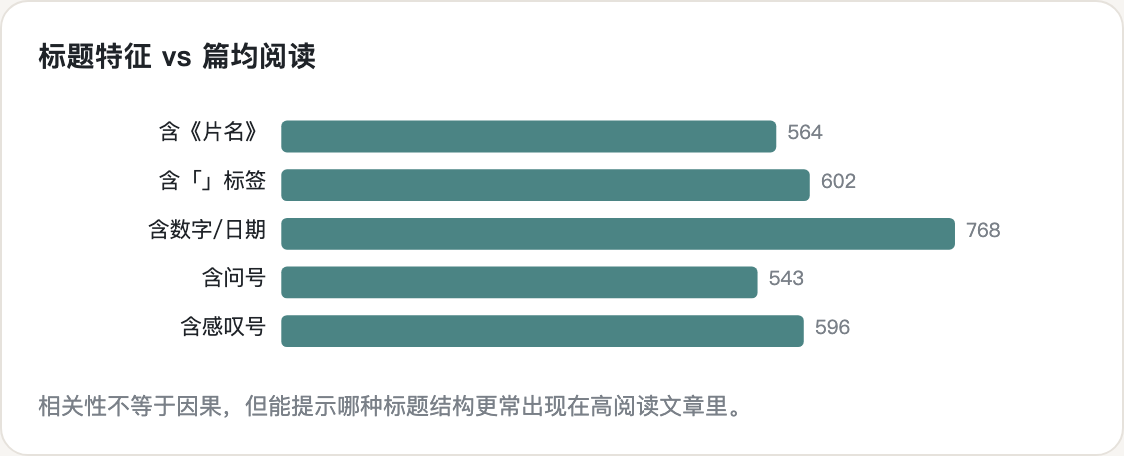 标题特征 vs 篇均阅读
含《片名》 564
含「」标签 602
含数字/日期 768
含问号 543
含感叹号 596
相关性不等于因果，但能提示哪种标题结构更常出现在高阅读文章里。